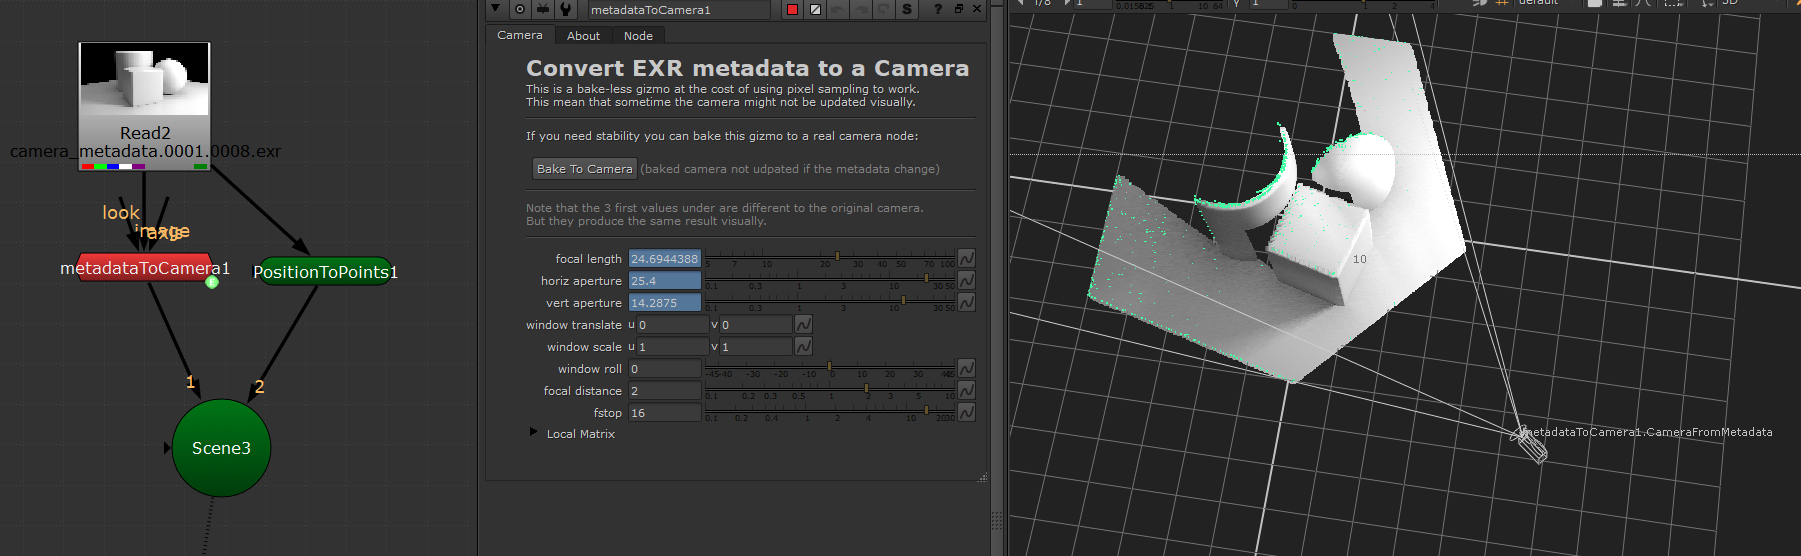 Read2
camera_metadata.0001.0008.exr
look
image
axis
metadataToCamera1
PositionToPoints1
1
2
Scene3
metadataToCamera1
S
?
Camera
About
Node
Convert EXR metadata to a Camera
This is a bake-less gizmo at the cost of using pixel sampling to work.
This mean that sometime the camera might not be updated visually.
If you need stability you can bake this gizmo to a real camera node:
Bake To Camera (baked camera not udpated if the metadata change)
Note that the 3 first values under are different to the original camera.
But they produce the same result visually.
focal length 24.6944388 5 7 10 20 30 50 70 100
horiz aperture 25.4 0.1 0.3 1 3 10 30 50
vert aperture 14.2875 0.1 0.3 1 3 10 30 50
window translate u 0 v 0
window scale u 1 v 1
window roll 0 -45 -40 -30 -20 -10 0 10 20 30
focal distance 2 0.1 0.2 0.3 0.5 1 2 3 5 10
fstop 16 0.1 0.2 0.4 1 2 4 10 20 30
Local Matrix
1/8
1
1 10 64
Y
1
0 1 2 4
default
3D
10
metadataToCamera1.CameraFromMetadata